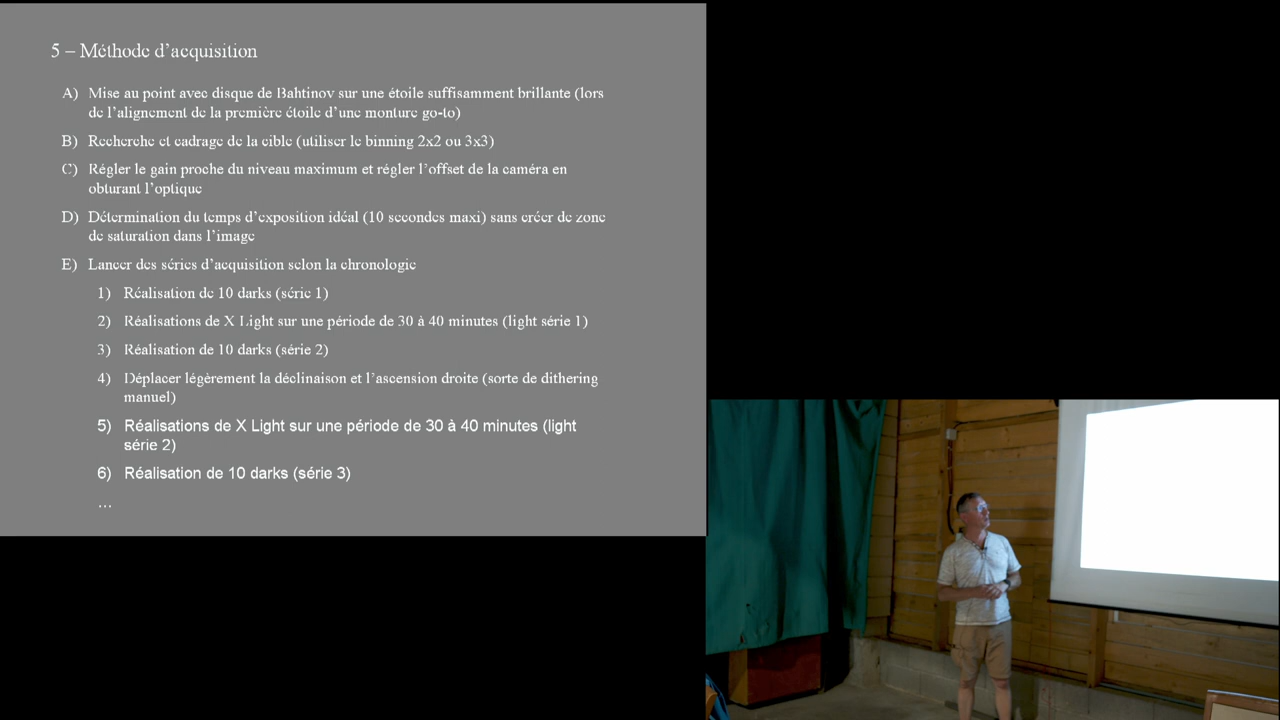 5 – Méthode d’acquisition
A) Mise au point avec disque de Bahtinov sur une étoile suffisamment brillante (lors
de l’alignement de la première étoile d’une monture go-to)
B) Recherche et cadrage de la cible (utiliser le binning 2x2 ou 3x3)
C) Régler le gain proche du niveau maximum et régler l’offset de la caméra en
obturant l’optique
D) Détermination du temps d’exposition idéal (10 secondes maxi) sans créer de zone
de saturation dans l’image
E) Lancer des séries d’acquisition selon la chronologie
1) Réalisation de 10 darks (série 1)
2) Réalisations de X Light sur une période de 30 à 40 minutes (light série 1)
3) Réalisation de 10 darks (série 2)
4) Déplacer légèrement la déclinaison et l’ascension droite (sorte de dithering
manuel)
5) Réalisations de X Light sur une période de 30 à 40 minutes (light
série 2)
6) Réalisation de 10 darks (série 3)
…